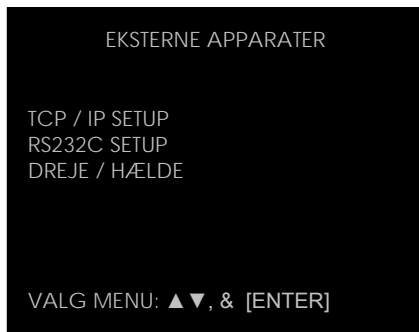 EKSTERNE APPARATER
TCP / IP SETUP
RS232C SETUP
DREJE / HÆLDE
VALG MENU: ▲▼, & [ENTER]